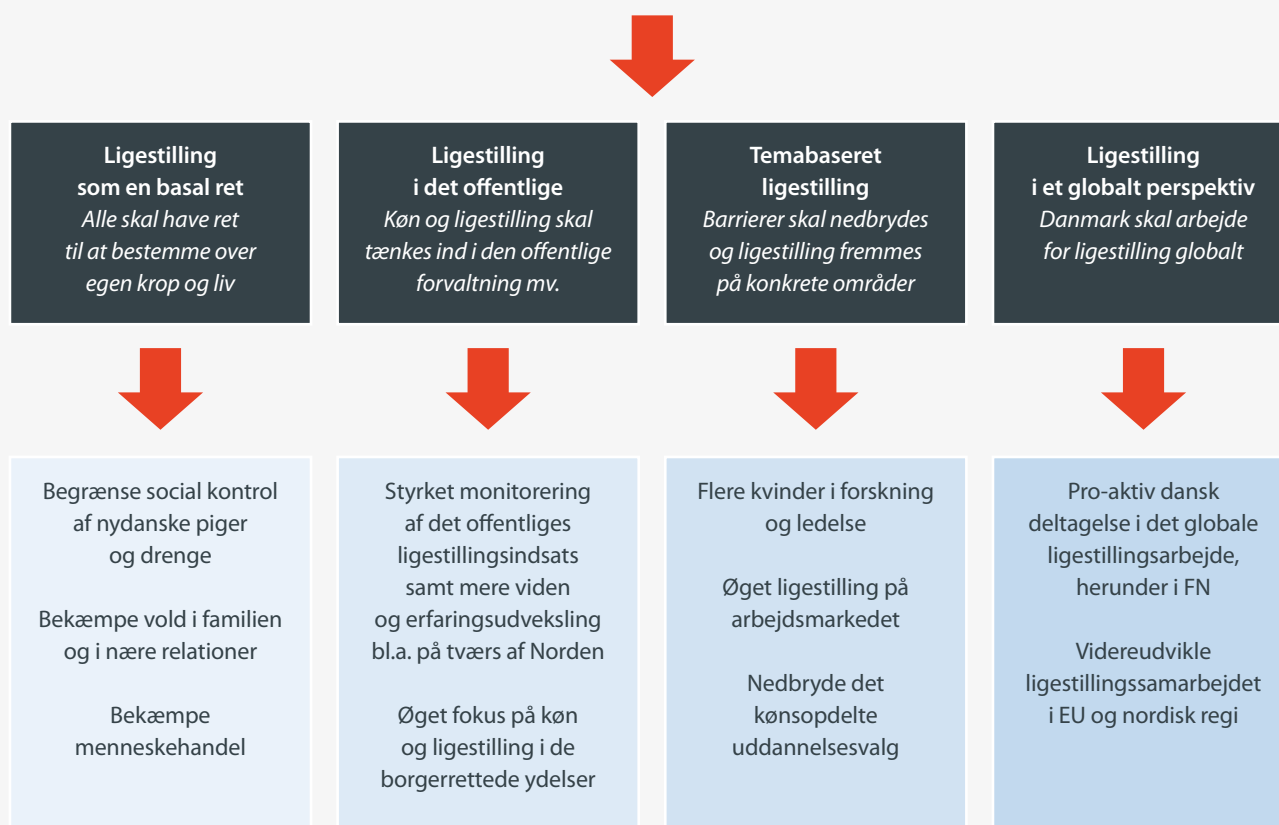 Ligestilling
som en basal ret
Alle skal have ret
til at bestemme over
egen krop og liv
Ligestilling
i det offentlige
Køn og ligestilling skal
tænkes ind i den offentlige
forvaltning mv.
Temabaseret
ligestilling
Barrierer skal nedbrydes
og ligestilling fremmes
på konkrete områder
Ligestilling
i et globalt perspektiv
Danmark skal arbejde
for ligestilling globalt
Begrænse social kontrol
af nydanske piger
og drenge
Bekæmpe vold i familien
og i nære relationer
Bekæmpe
menneskehandel
Styrket monitorering
af det offentliges
ligestillingsindsats
samt mere viden
og erfaringsudveksling
bl.a. på tværs af Norden
Øget fokus på køn
og ligestilling i de
borgerrettede ydelser
Flere kvinder i forskning
og ledelse
Øget ligestilling på
arbejdsmarkedet
Nedbryde det
kønsopdelte
uddannelsesvalg
Pro-aktiv dansk
deltagelse i det globale
ligestillingsarbejde,
herunder i FN
Videreudvikle
ligestillingssamarbejdet
i EU og nordisk regi